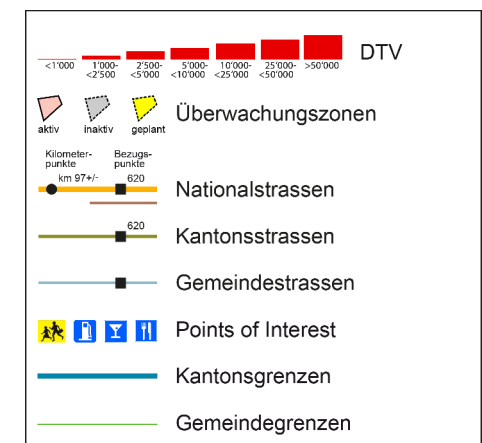 DTV
<1'000 1'000- 2'500- 5'000- 10'000- 25'000- >50'000
<2'500 <5'000 <10'000 <25'000 <50'000
Überwachungszonen
aktiv inaktiv geplant
Kilometer- Bezugs-
punkte punkte
km 97+/- 620
Nationalstrassen
620
Kantonsstrassen
Gemeindestrassen
Points of Interest
Kantonsgrenzen
Gemeindegrenzen